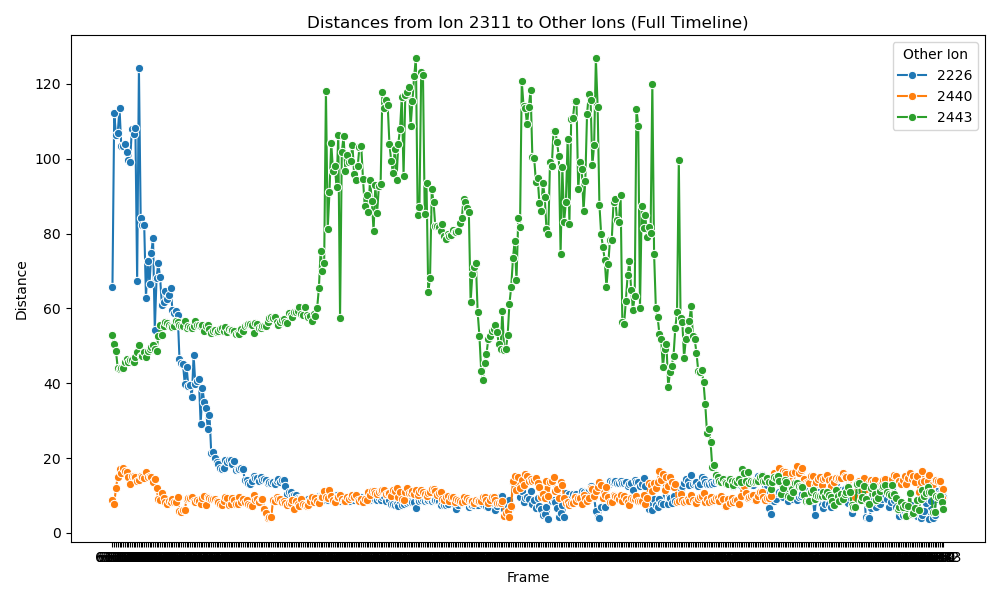 Distances from Ion 2311 to Other Ions (Full Timeline)
Other Ion
2226
2440
2443
Distance
120
100
80
60
40
20
0
Frame